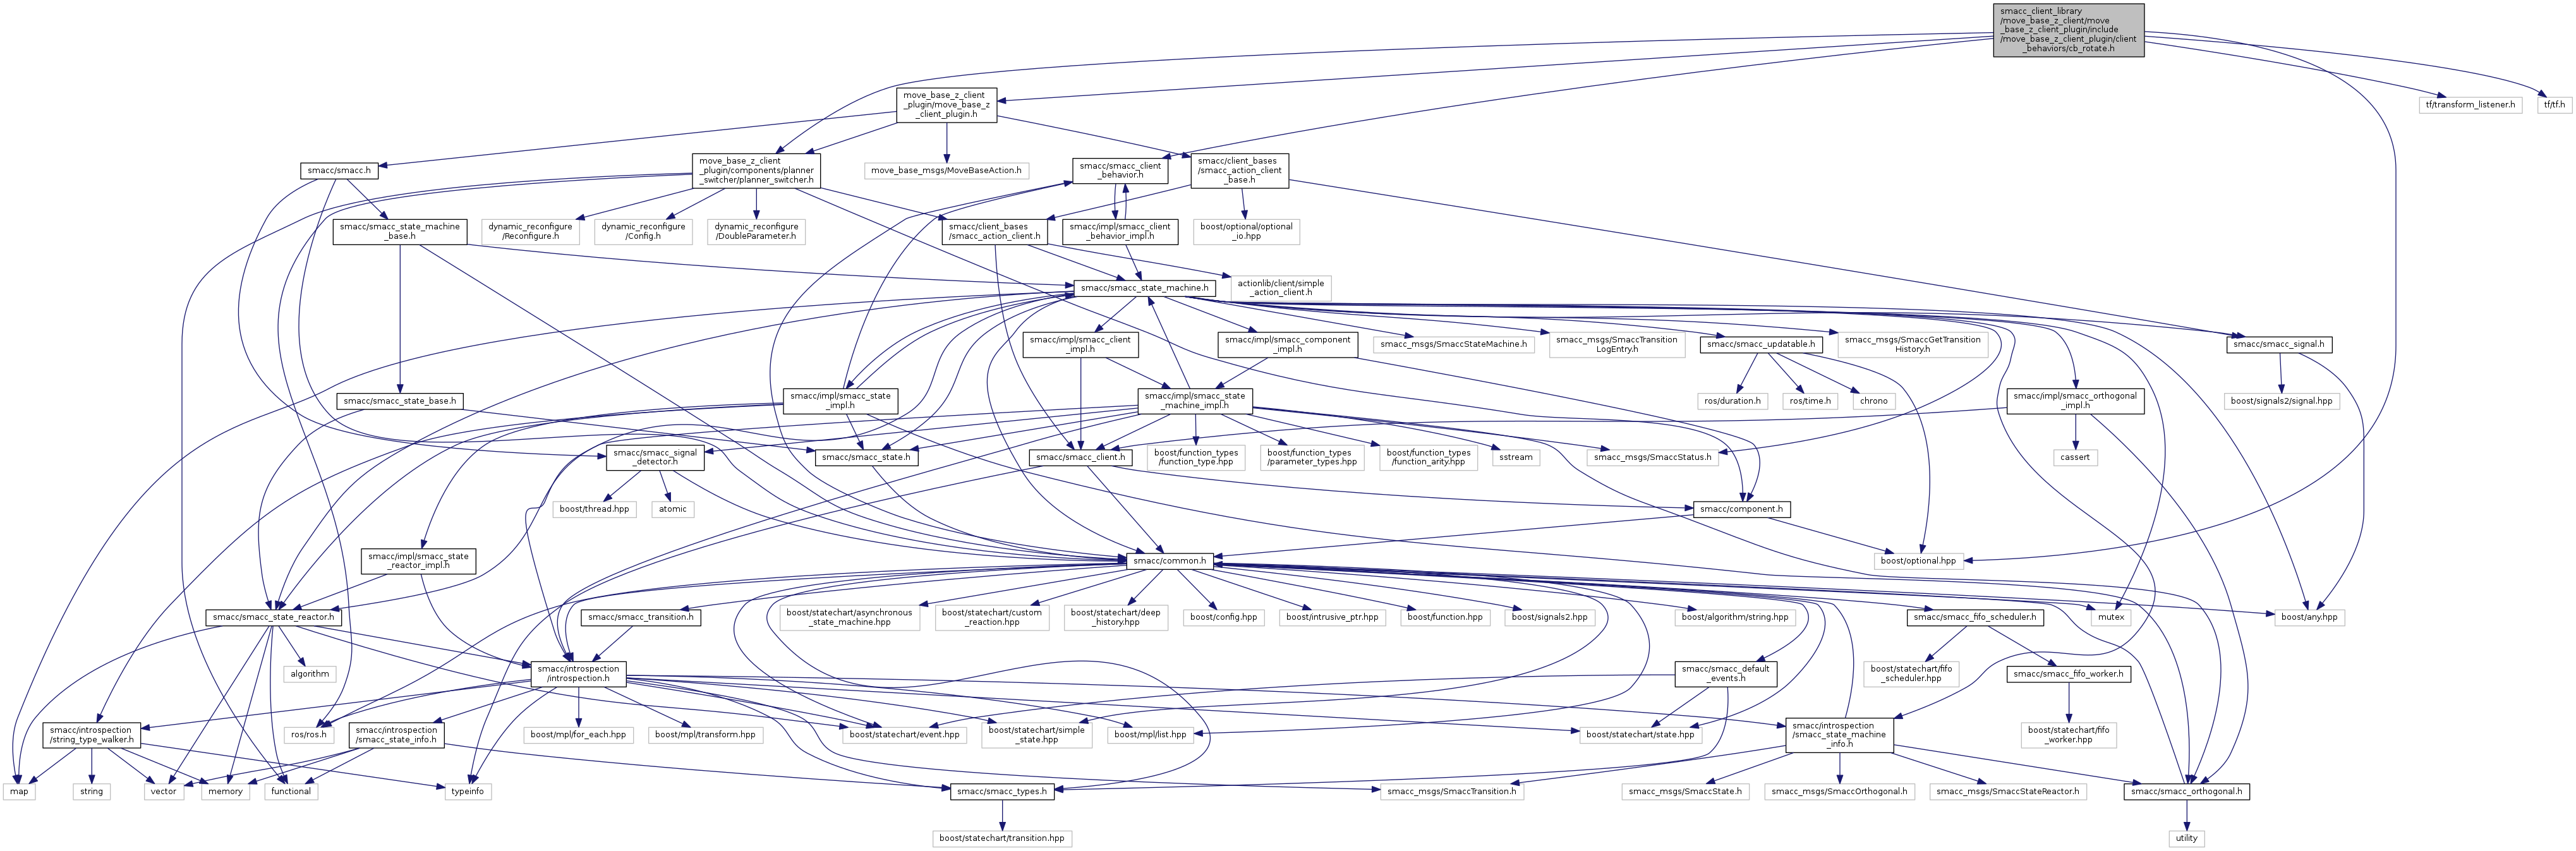 smacc_client_library
/move_base_z_client/move
_base_z_client_plugin/include
/move_base_z_client_plugin/client
_behaviors/cb_rotate.h
move_base_z_client
_plugin/move_base_z
_client_plugin.h
tf/transform_listener.h
tf/tf.h
smacc/smacc.h
move_base_z_client
_plugin/components/planner
_switcher/planner_switcher.h
move_base_msgs/MoveBaseAction.h
smacc/smacc_client
_behavior.h
smacc/client_bases
/smacc_action_client
_base.h
smacc/smacc_state_machine
_base.h
dynamic_reconfigure
/Reconfigure.h
dynamic_reconfigure
/Config.h
dynamic_reconfigure
/DoubleParameter.h
smacc/client_bases
/smacc_action_client.h
smacc/impl/smacc_client
_behavior_impl.h
boost/optional/optional
_io.hpp
smacc/smacc_state_machine.h
actionlib/client/simple
_action_client.h
smacc/impl/smacc_client
_impl.h
smacc/impl/smacc_component
_impl.h
smacc_msgs/SmaccStateMachine.h
smacc_msgs/SmaccTransition
LogEntry.h
smacc/smacc_updatable.h
smacc_msgs/SmaccGetTransition
History.h
smacc/smacc_signal.h
smacc/smacc_state_base.h
smacc/impl/smacc_state
_impl.h
smacc/impl/smacc_state
_machine_impl.h
ros/duration.h
ros/time.h
chrono
smacc/impl/smacc_orthogonal
_impl.h
boost/signals2/signal.hpp
smacc/smacc_signal
_detector.h
smacc/smacc_state.h
smacc/smacc_client.h
boost/function_types
/function_type.hpp
boost/function_types
/parameter_types.hpp
boost/function_types
/function_arity.hpp
sstream
smacc_msgs/SmaccStatus.h
cassert
boost/thread.hpp
atomic
smacc/component.h
smacc/impl/smacc_state
_reactor_impl.h
smacc/common.h
boost/optional.hpp
smacc/smacc_state_reactor.h
smacc/smacc_transition.h
boost/statechart/asynchronous
_state_machine.hpp
boost/statechart/custom
_reaction.hpp
boost/statechart/deep
_history.hpp
boost/config.hpp
boost/intrusive_ptr.hpp
boost/function.hpp
boost/signals2.hpp
boost/algorithm/string.hpp
smacc/smacc_fifo_scheduler.h
mutex
boost/any.hpp
algorithm
smacc/introspection
/introspection.h
smacc/smacc_default
_events.h
boost/statechart/fifo
_scheduler.hpp
smacc/smacc_fifo_worker.h
smacc/introspection
/string_type_walker.h
ros/ros.h
smacc/introspection
/smacc_state_info.h
boost/mpl/for_each.hpp
boost/mpl/transform.hpp
boost/statechart/event.hpp
boost/statechart/simple
_state.hpp
boost/mpl/list.hpp
boost/statechart/state.hpp
smacc/introspection
/smacc_state_machine
_info.h
boost/statechart/fifo
_worker.hpp
map
string
vector
memory
functional
typeinfo
smacc/smacc_types.h
smacc_msgs/SmaccTransition.h
smacc_msgs/SmaccState.h
smacc_msgs/SmaccOrthogonal.h
smacc_msgs/SmaccStateReactor.h
smacc/smacc_orthogonal.h
boost/statechart/transition.hpp
utility